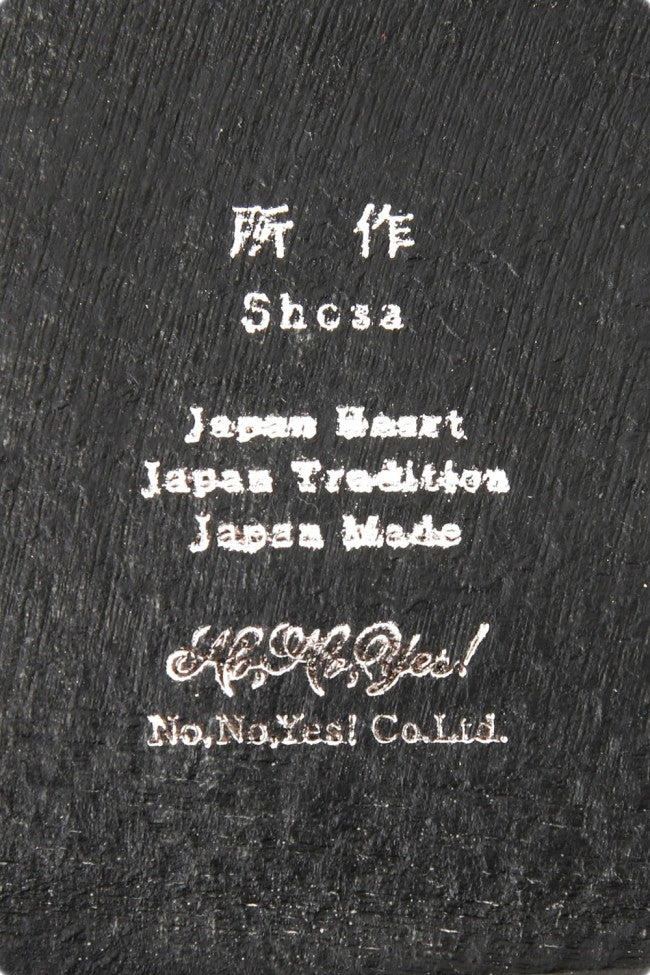 所作
Shosa
Japan Heart
Japan Tradition
Japan Made
No,No,Yes!
No,No,Yes! Co.Ltd.